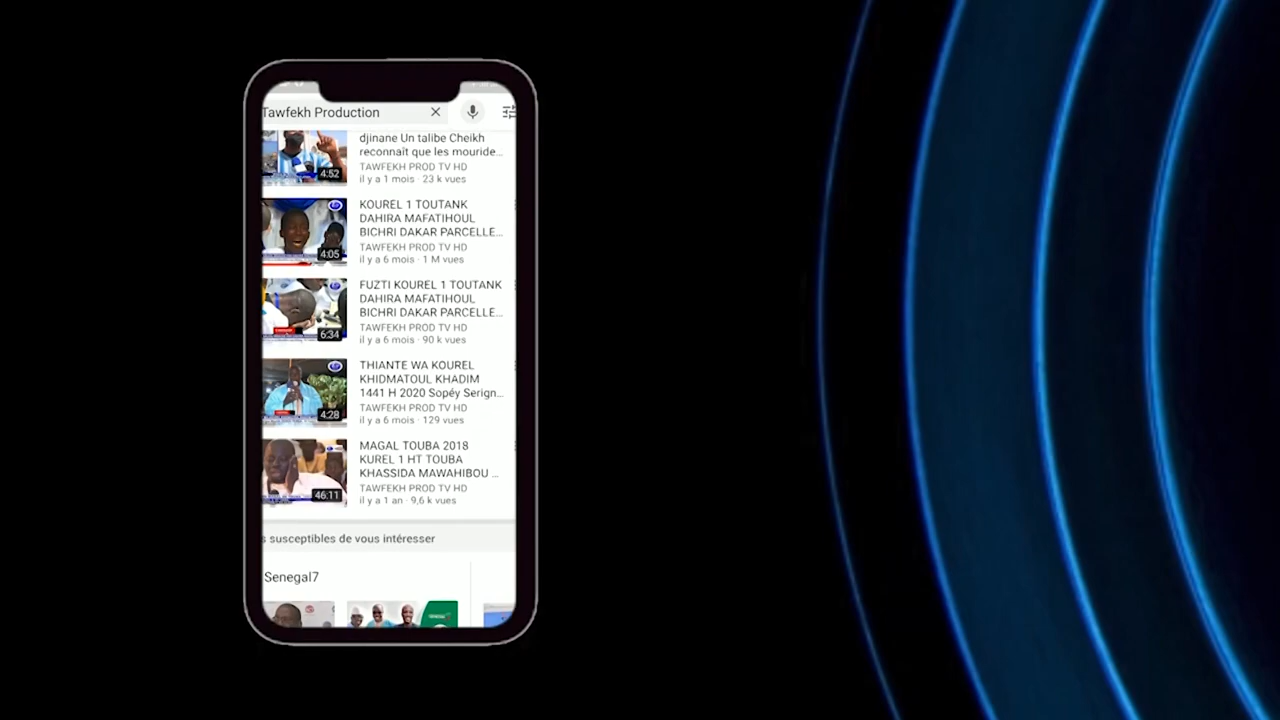 Tawfekh Production
djinane Un talibe Cheikh
reconnaît que les mouride...
TAWFEKH PROD TV HD
il y a 1 mois · 23 k vues
4:52
KOUREL 1 TOUTANK
DAHIRA MAFATIHOUL
BICHRI DAKAR PARCELLE...
TAWFEKH PROD TV HD
il y a 6 mois · 1 M vues
4:05
FUZTI KOUREL 1 TOUTANK
DAHIRA MAFATIHOUL
BICHRI DAKAR PARCELLE...
TAWFEKH PROD TV HD
il y a 6 mois · 90 k vues
6:34
THIANTE WA KOUREL
KHIDMATOUL KHADIM
1441 H 2020 Sopéy Serign...
TAWFEKH PROD TV HD
il y a 6 mois · 129 vues
4:28
MAGAL TOUBA 2018
KUREL 1 HT TOUBA
KHASSIDA MAWAHIBOU ...
TAWFEKH PROD TV HD
il y a 1 an · 9,6 k vues
46:11
s susceptibles de vous intéresser
Senegal7